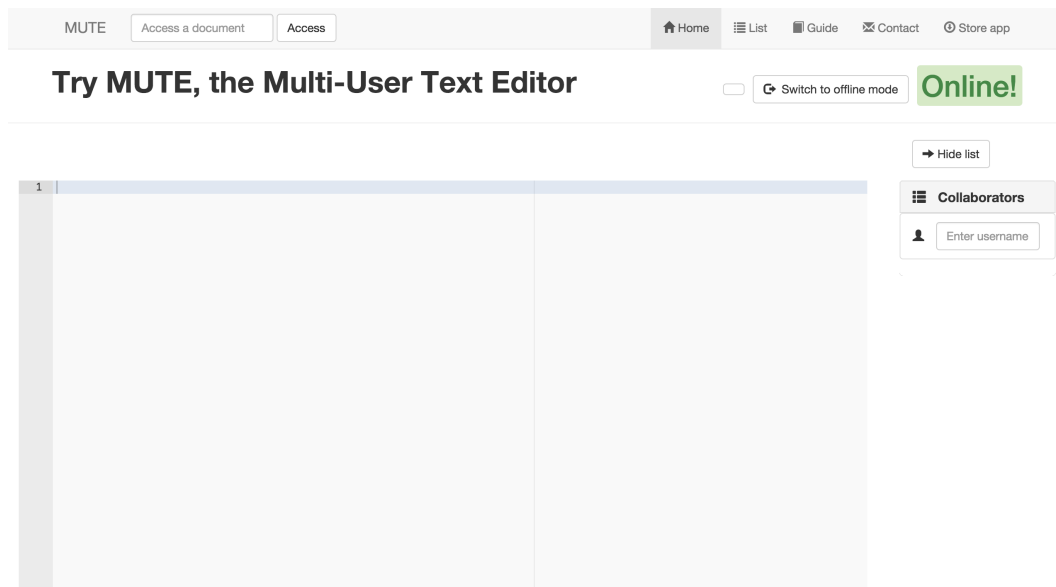 MUTE Access a document Access Home List Guide Contact Store app
Try MUTE, the Multi-User Text Editor Switch to offline mode Online!
Hide list
1
Collaborators
Enter username